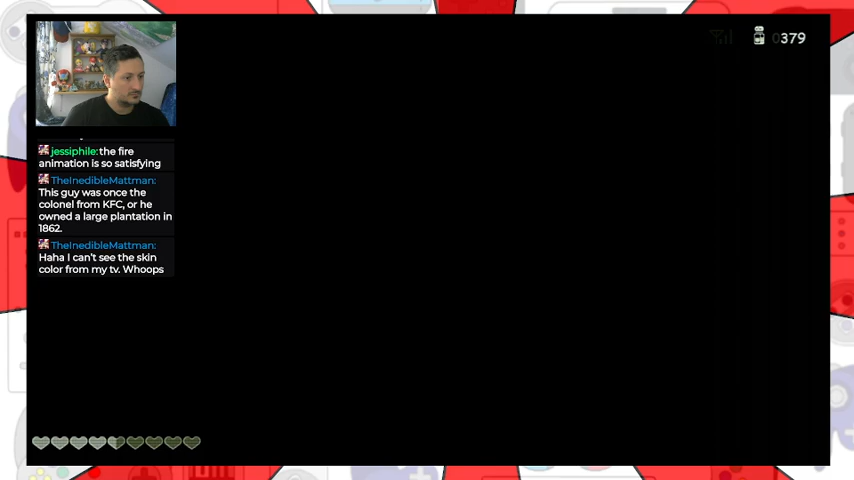 0379
jessiphile: the fire
animation is so satisfying
TheInedibleMattman:
This guy was once the
colonel from KFC, or he
owned a large plantation in
1862.
TheInedibleMattman:
Haha I can't see the skin
color from my tv. Whoops